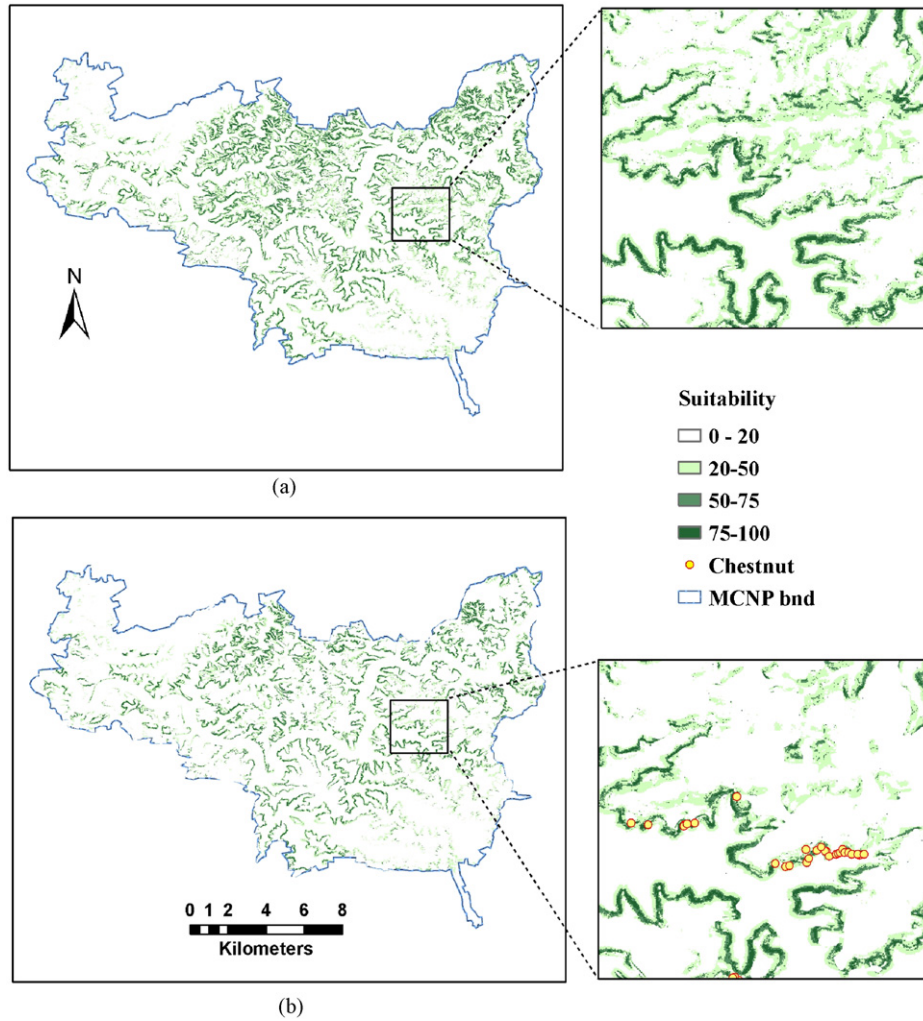 N
(a)
Suitability
0 - 20
20-50
50-75
75-100
Chestnut
MCNP bnd
0 1 2 4 6 8
Kilometers
(b)